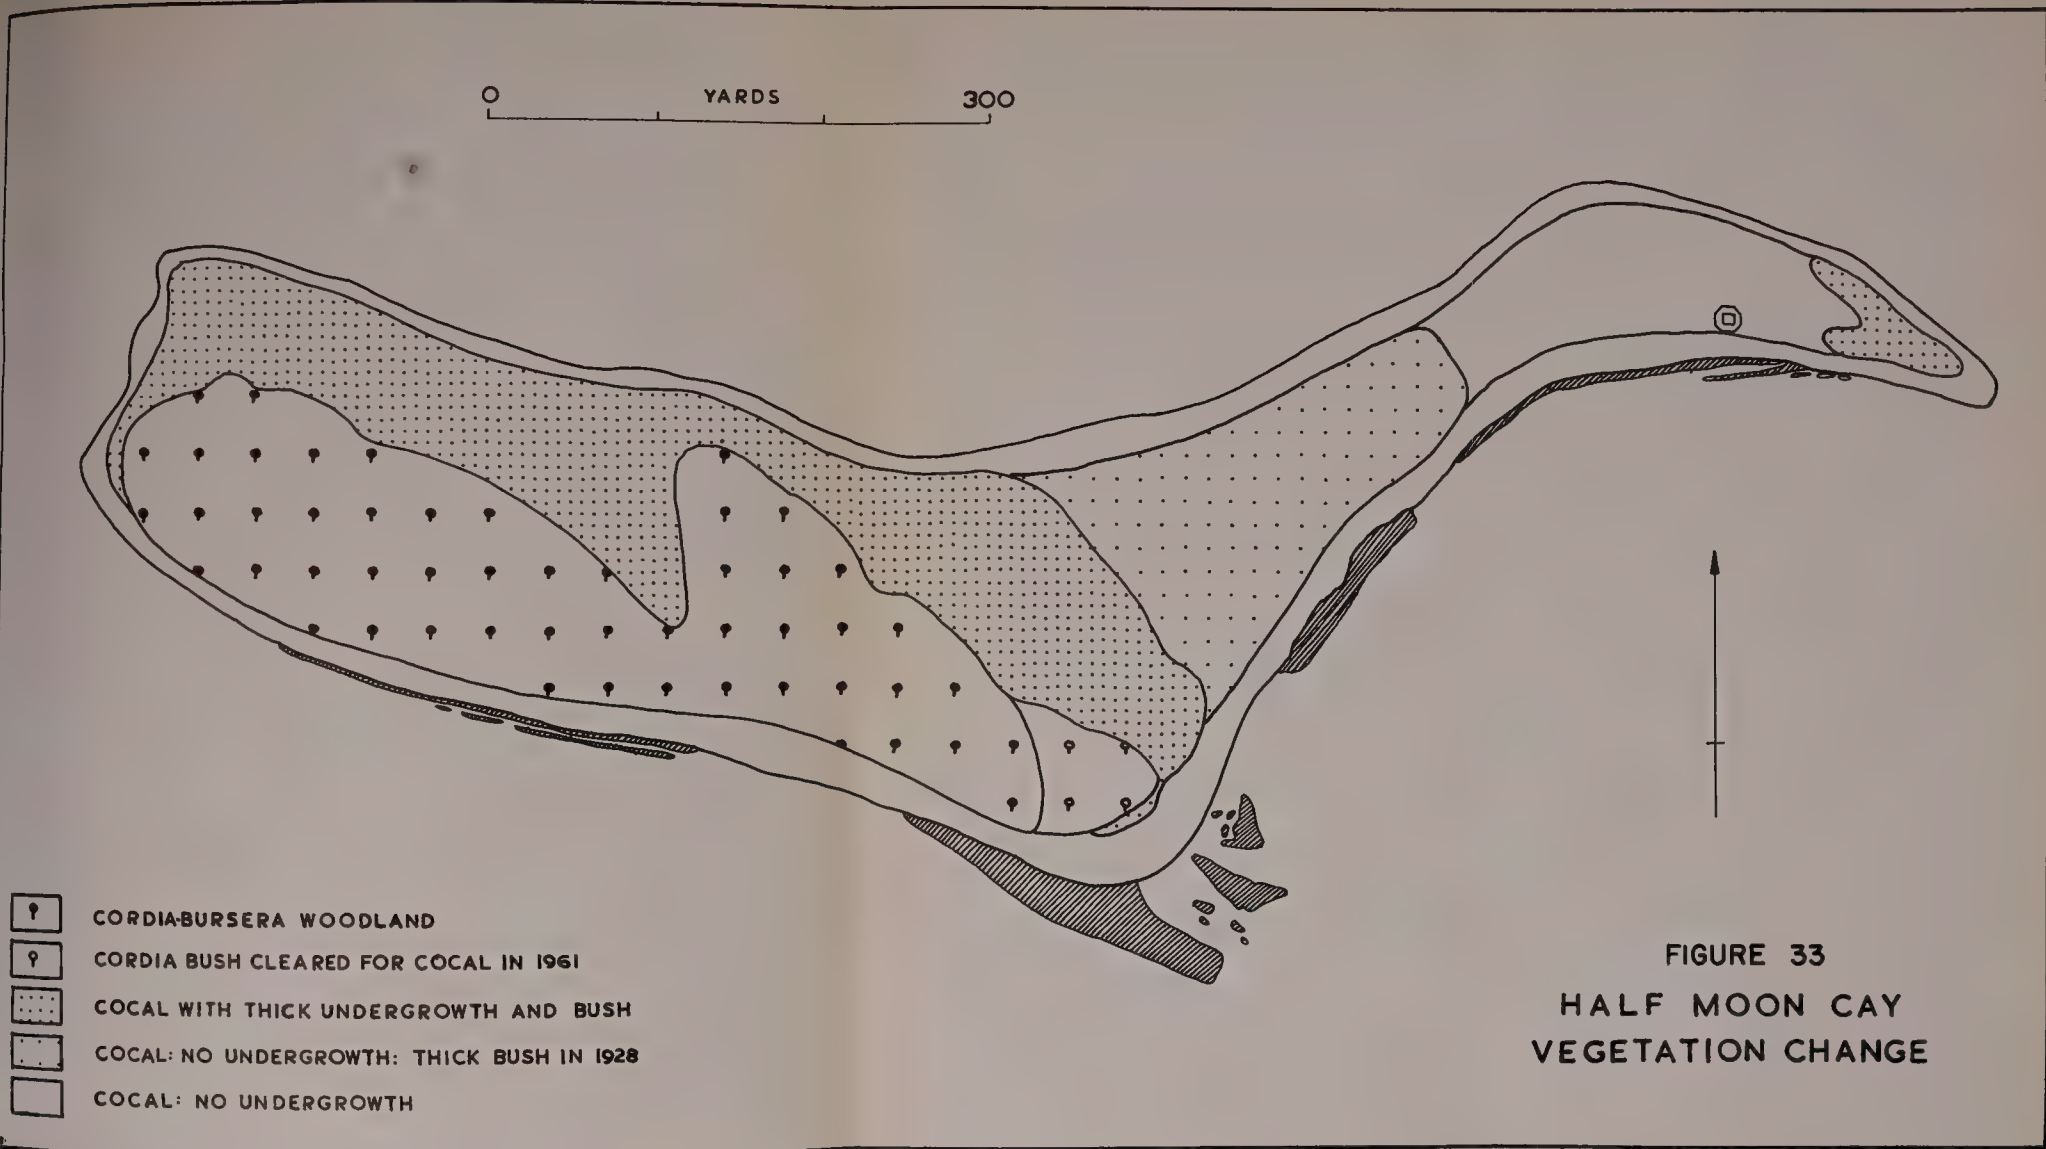 0 YARDS 300
CORDIA-BURSERA WOODLAND
CORDIA BUSH CLEARED FOR COCAL IN 1961
COCAL WITH THICK UNDERGROWTH AND BUSH
COCAL: NO UNDERGROWTH: THICK BUSH IN 1928
COCAL: NO UNDERGROWTH
FIGURE 33
HALF MOON CAY
VEGETATION CHANGE